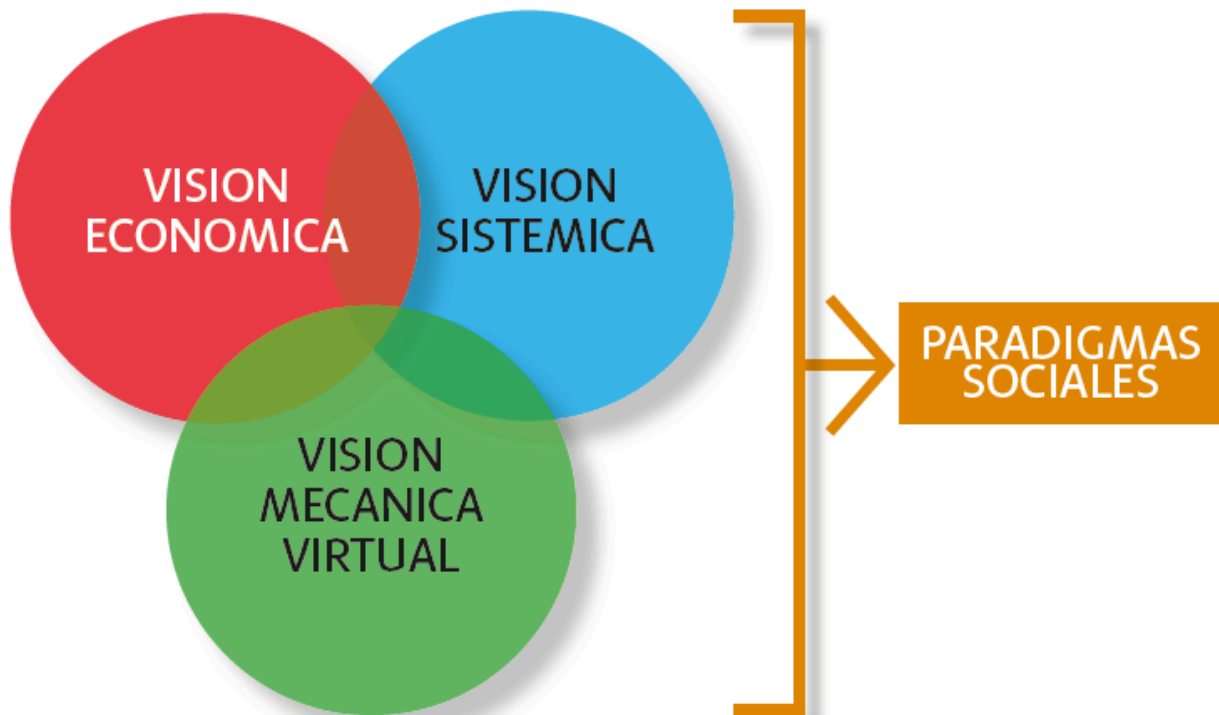 VISION
ECONOMICA
VISION
SISTEMICA
VISION
MECANICA
VIRTUAL
PARADIGMAS
SOCIALES